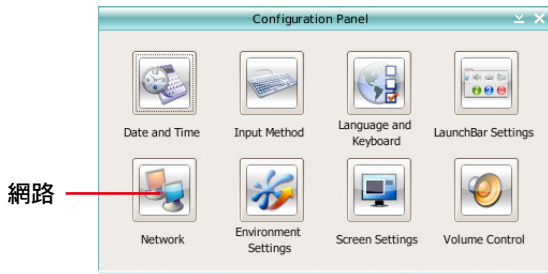 Configuration Panel
Date and Time
Input Method
Language and
Keyboard
LaunchBar Settings
網路
Network
Environment
Settings
Screen Settings
Volume Control